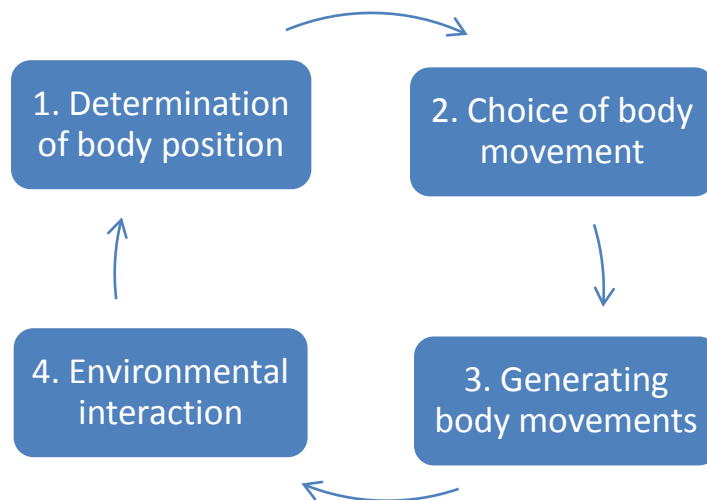 1. Determination
of body position
2. Choice of body
movement
3. Generating
body movements
4. Environmental
interaction